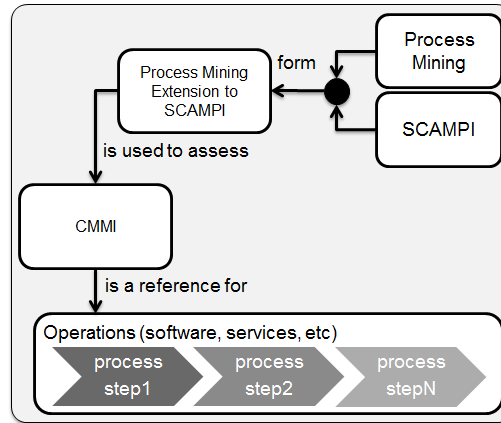 Process
Mining
form
Process Mining
Extension to
SCAMPI
SCAMPI
is used to assess
CMMI
is a reference for
Operations (software, services, etc)
process
step1
process
step2
process
stepN